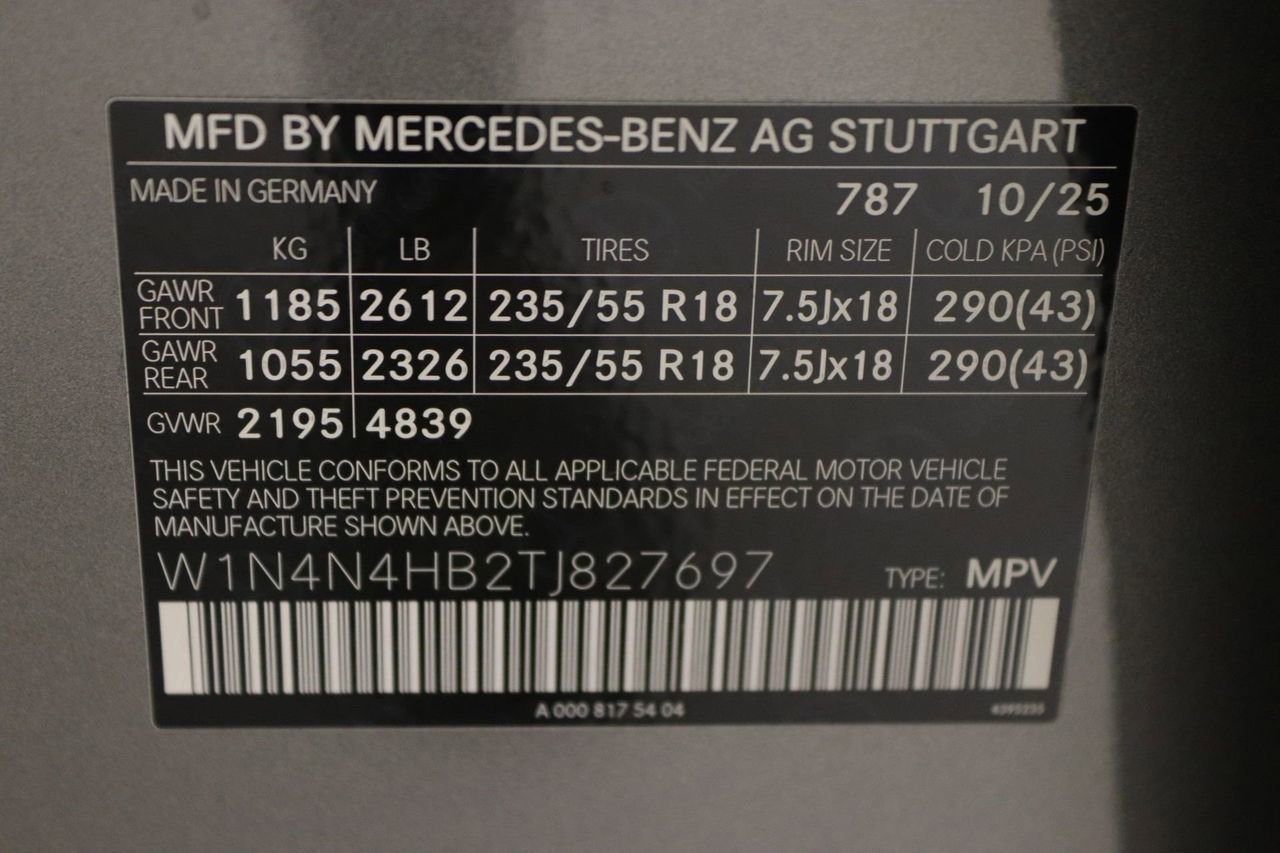 MFD BY MERCEDES-BENZ AG STUTTGART
MADE IN GERMANY 787 10/25
KG LB TIRES RIM SIZE COLD KPA (PSI)
GAWR FRONT 1185 2612 235/55 R18 7.5Jx18 290(43)
GAWR REAR 1055 2326 235/55 R18 7.5Jx18 290(43)
GVWR 2195 4839
THIS VEHICLE CONFORMS TO ALL APPLICABLE FEDERAL MOTOR VEHICLE
SAFETY AND THEFT PREVENTION STANDARDS IN EFFECT ON THE DATE OF
MANUFACTURE SHOWN ABOVE.
W1N4N4HB2TJ827697 TYPE: MPV
A 000 817 54 04